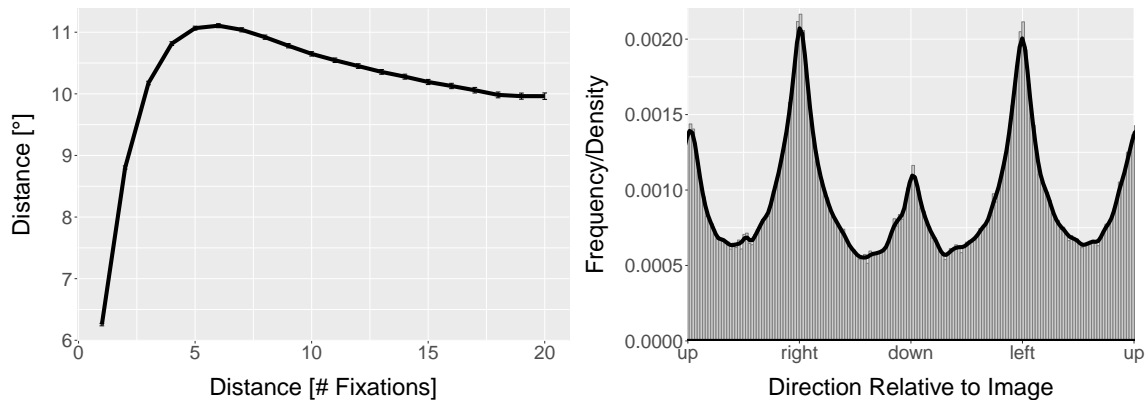 11
10
9
8
7
6
0
5
10
15
20
Distance [°]
Distance [# Fixations]
0.0020
0.0015
0.0010
0.0005
0.0000
up
right
down
left
up
Frequency/Density
Direction Relative to Image